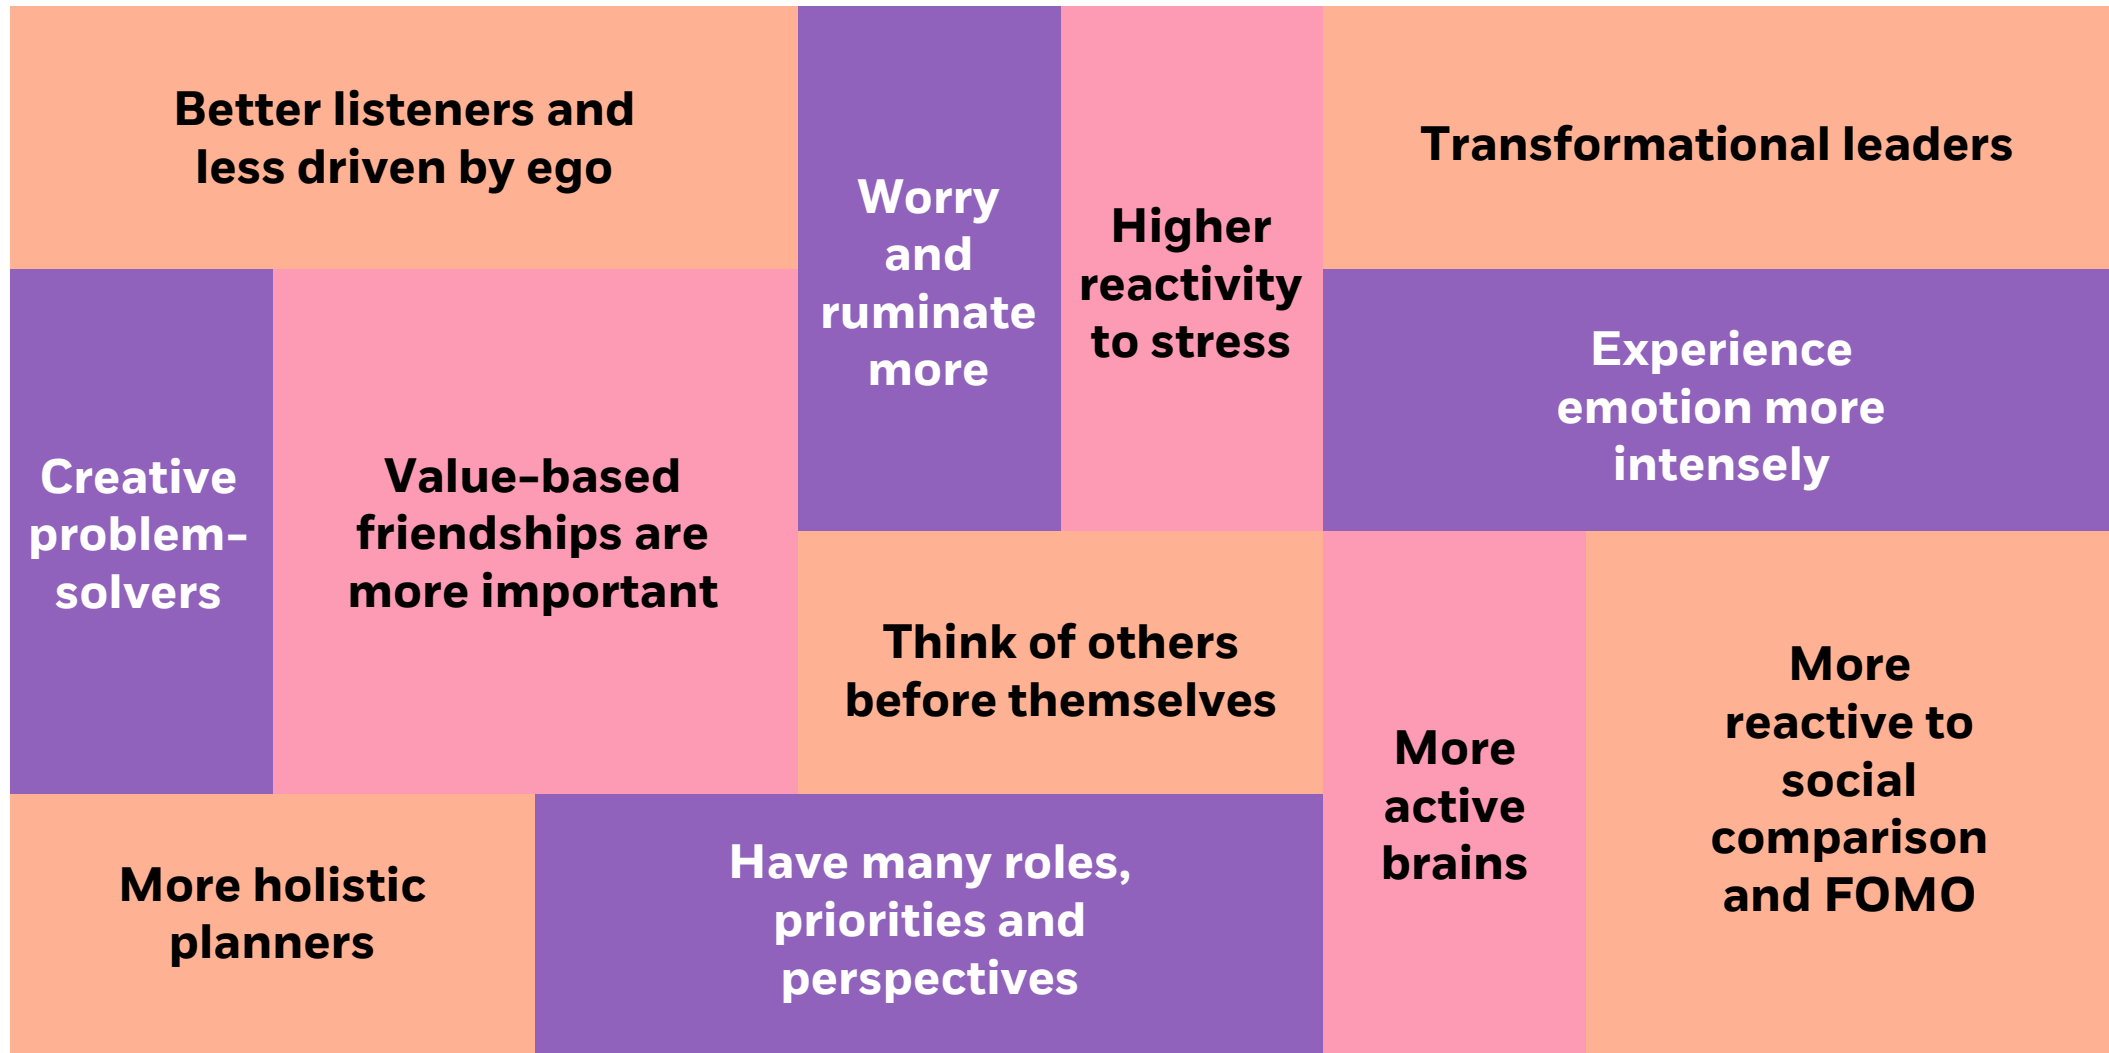 Better listeners and
less driven by ego
Worry
and
ruminate
more
Higher
reactivity
to stress
Transformational leaders
Experience
emotion more
intensely
Creative
problem-
solvers
Value-based
friendships are
more important
Think of others
before themselves
More
active
brains
More
reactive to
social
comparison
and FOMO
More holistic
planners
Have many roles,
priorities and
perspectives